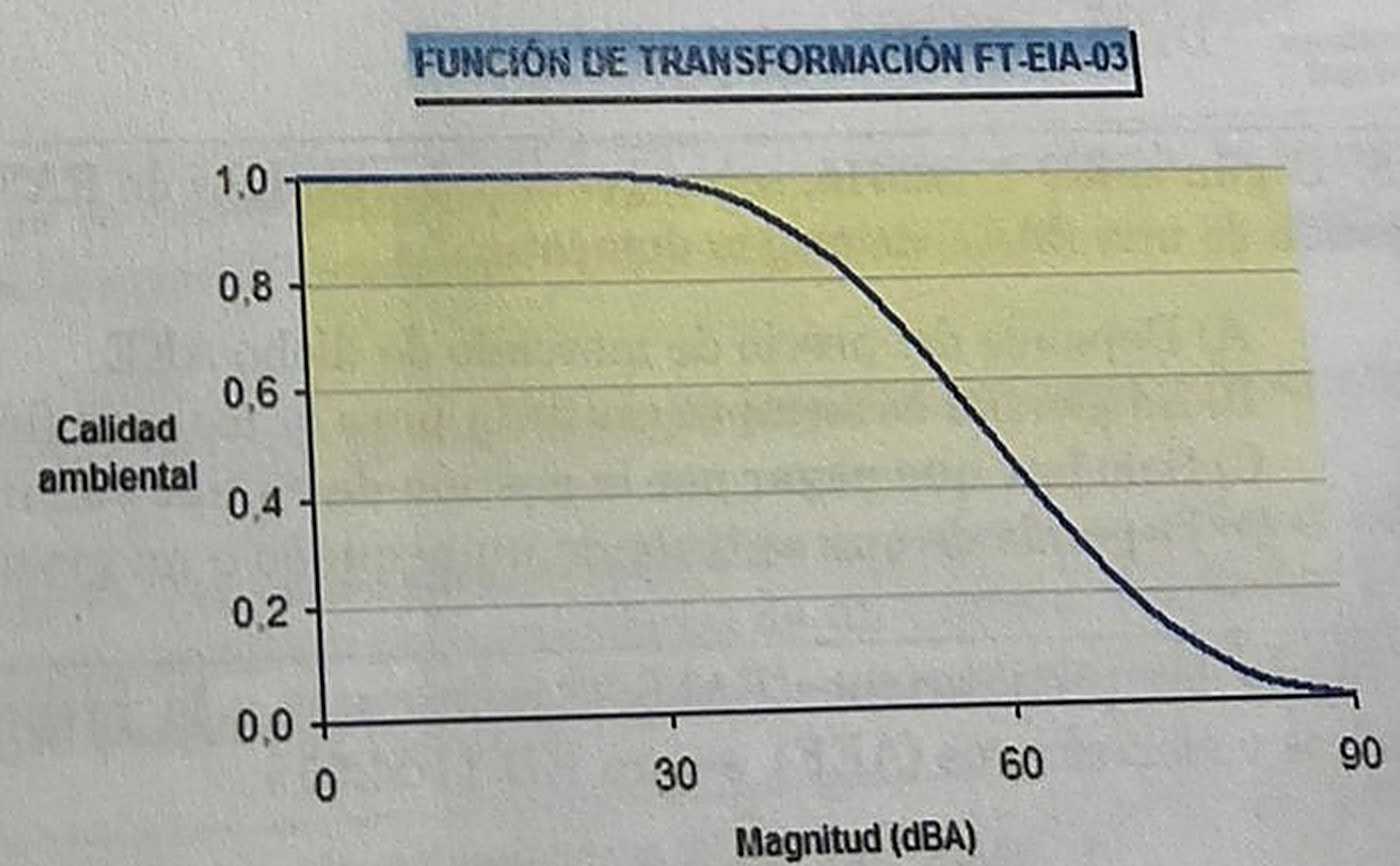 FUNCIÓN DE TRANSFORMACIÓN FT-EIA-03
1,0
0,8
0,6
Calidad
ambiental
0,4
0,2
0,0
0
30
60
90
Magnitud (dBA)